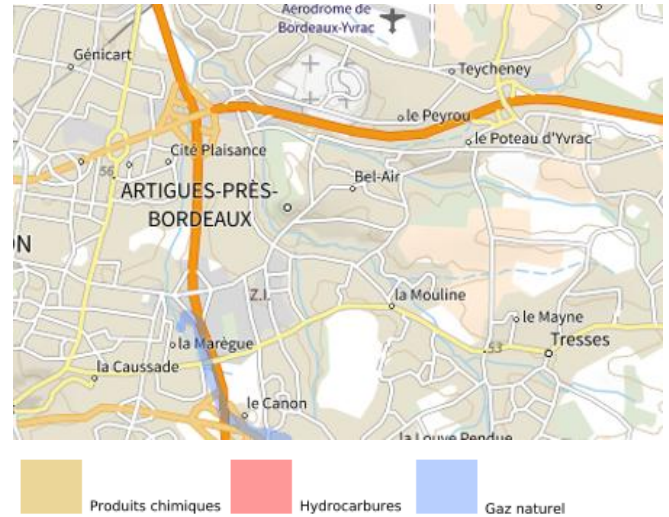 Aérodrome de
Bordeaux-Yvrac
Génicart
Teycheney
le Peyrou
le Poteau d'Yvrac
Cité Plaisance
56
Bel-Air
ARTIGUES-PRÈS-
BORDEAUX
ON
Z.I.
la Mouline
le Mayne
la Marègue
53
Tresses
la Caussade
le Canon
la Louve Pendue
Produits chimiques
Hydrocarbures
Gaz naturel